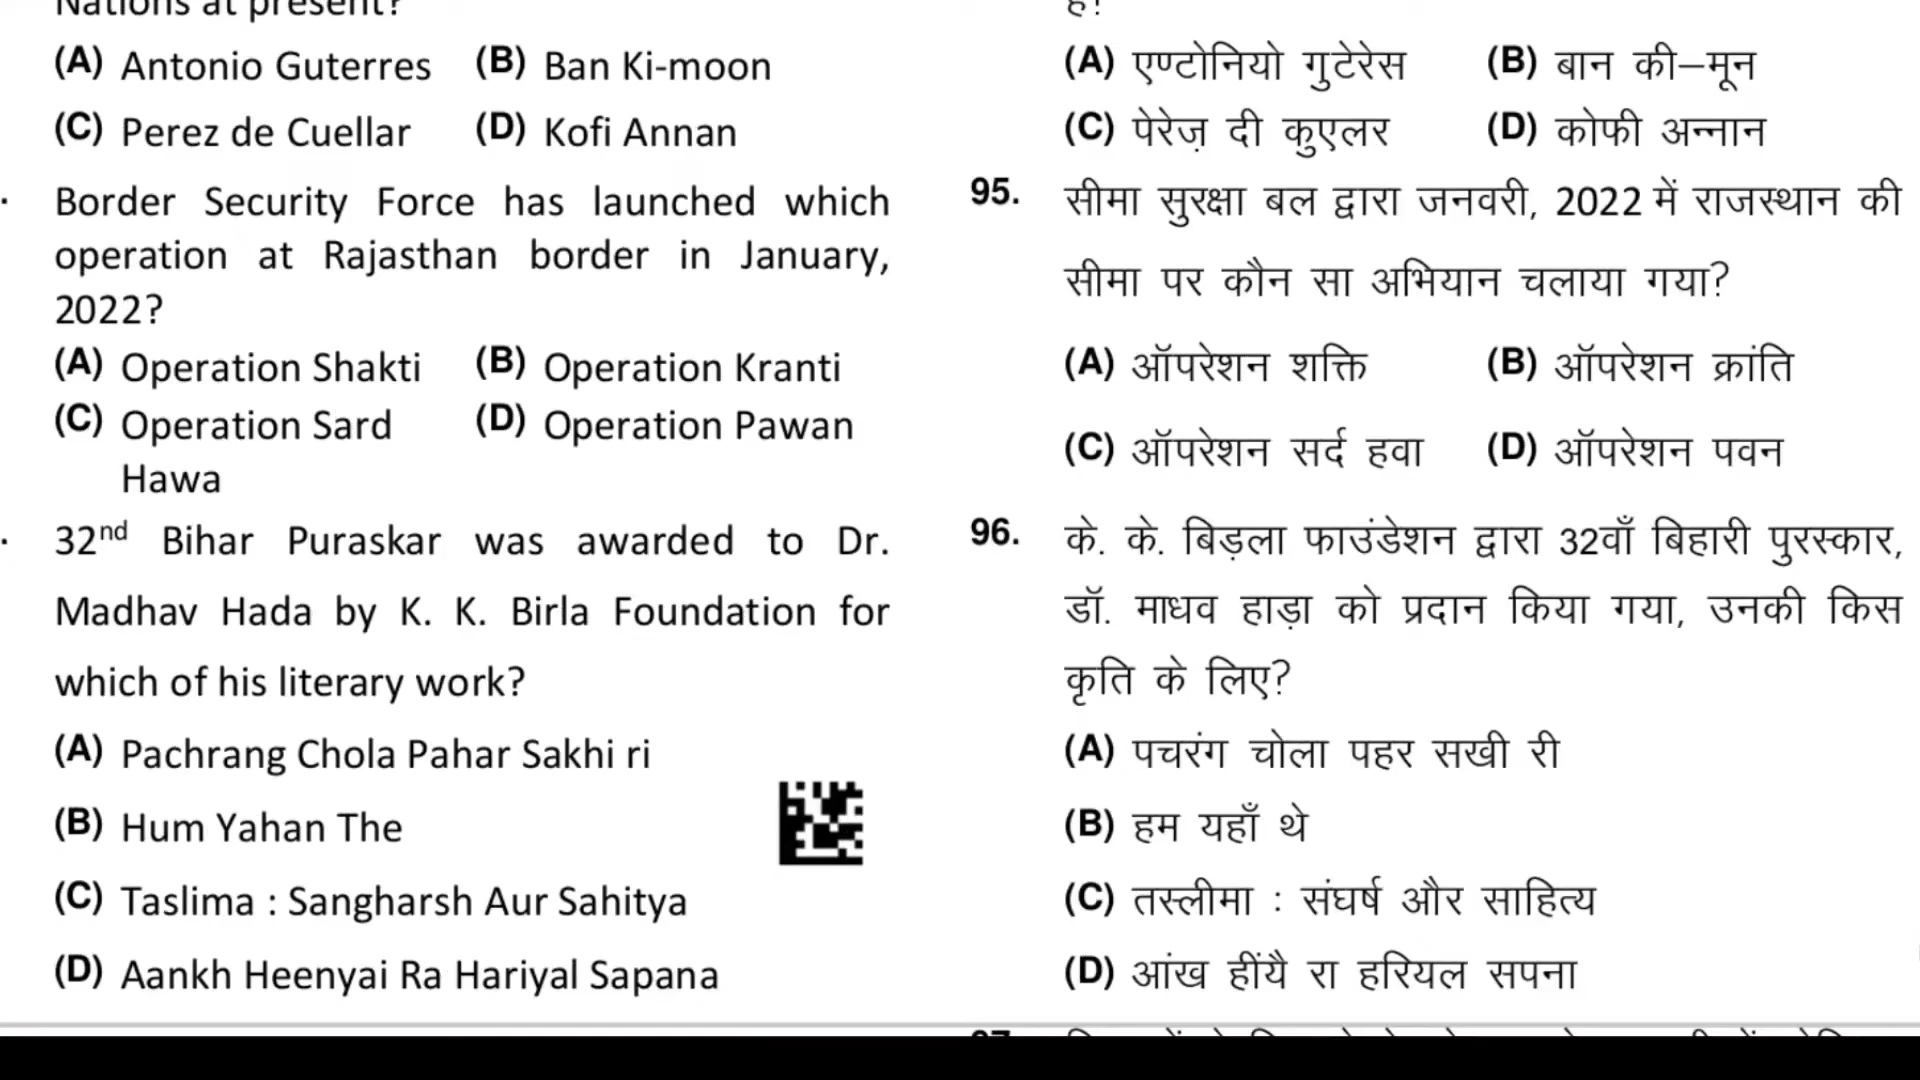 Nations at present?
(A) Antonio Guterres (B) Ban Ki-moon
(C) Perez de Cuellar (D) Kofi Annan
Border Security Force has launched which
operation at Rajasthan border in January,
2022?
(A) Operation Shakti (B) Operation Kranti
(C) Operation Sard (D) Operation Pawan
Hawa
32nd Bihar Puraskar was awarded to Dr.
Madhav Hada by K. K. Birla Foundation for
which of his literary work?
(A) Pachrang Chola Pahar Sakhi ri
(B) Hum Yahan The
(C) Taslima : Sangharsh Aur Sahitya
(D) Aankh Heenyai Ra Hariyal Sapana
है?
(A) एण्टोनियो गुटेरेस (B) बान की–मून
(C) पेरेज़ दी कुएलर (D) कोफी अन्नान
95. सीमा सुरक्षा बल द्वारा जनवरी, 2022 में राजस्थान की
सीमा पर कौन सा अभियान चलाया गया?
(A) ऑपरेशन शक्ति (B) ऑपरेशन क्रांति
(C) ऑपरेशन सर्द हवा (D) ऑपरेशन पवन
96. के. के. बिड़ला फाउंडेशन द्वारा 32वाँ बिहारी पुरस्कार,
डॉ. माधव हाड़ा को प्रदान किया गया, उनकी किस
कृति के लिए?
(A) पचरंग चोला पहर सखी री
(B) हम यहाँ थे
(C) तस्लीमा : संघर्ष और साहित्य
(D) आंख हींयै रा हरियल सपना